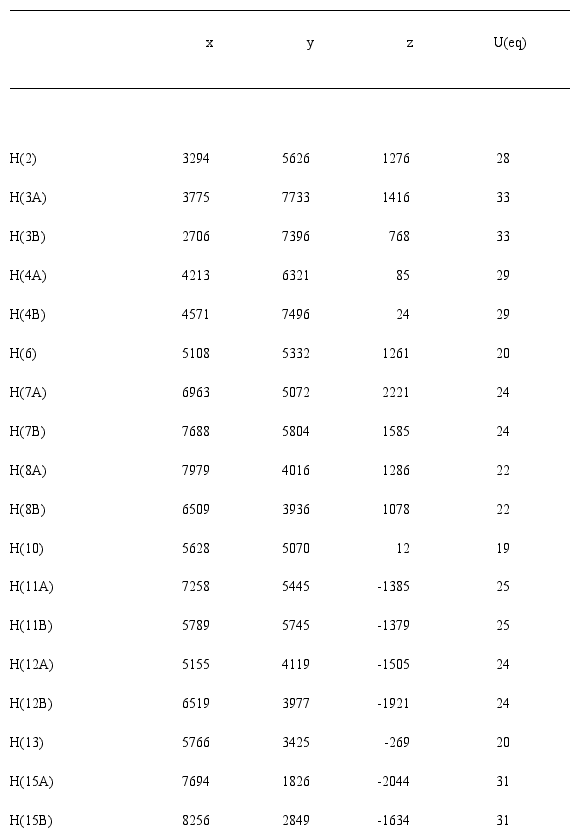 x y z U(eq)
H(2) 3294 5626 1276 28
H(3A) 3775 7733 1416 33
H(3B) 2706 7396 768 33
H(4A) 4213 6321 85 29
H(4B) 4571 7496 24 29
H(6) 5108 5332 1261 20
H(7A) 6963 5072 2221 24
H(7B) 7688 5804 1585 24
H(8A) 7979 4016 1286 22
H(8B) 6509 3936 1078 22
H(10) 5628 5070 12 19
H(11A) 7258 5445 -1385 25
H(11B) 5789 5745 -1379 25
H(12A) 5155 4119 -1505 24
H(12B) 6519 3977 -1921 24
H(13) 5766 3425 -269 20
H(15A) 7694 1826 -2044 31
H(15B) 8256 2849 -1634 31